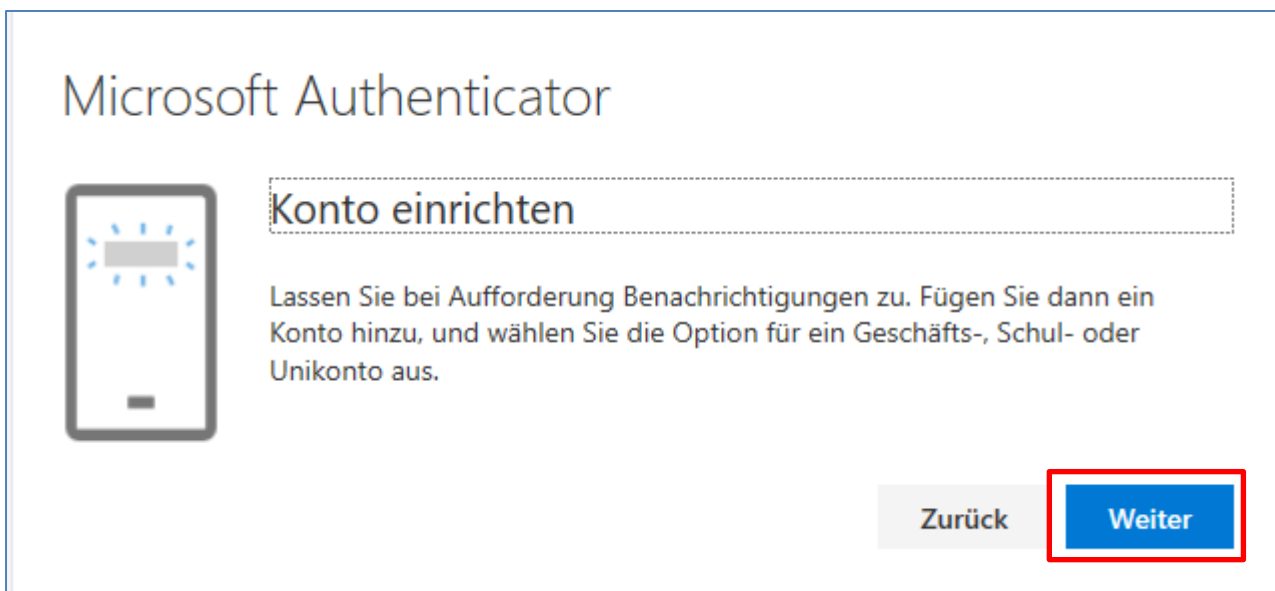 Microsoft Authenticator
Konto einrichten
Lassen Sie bei Aufforderung Benachrichtigungen zu. Fügen Sie dann ein
Konto hinzu, und wählen Sie die Option für ein Geschäfts-, Schul- oder
Unikonto aus.
Zurück
Weiter